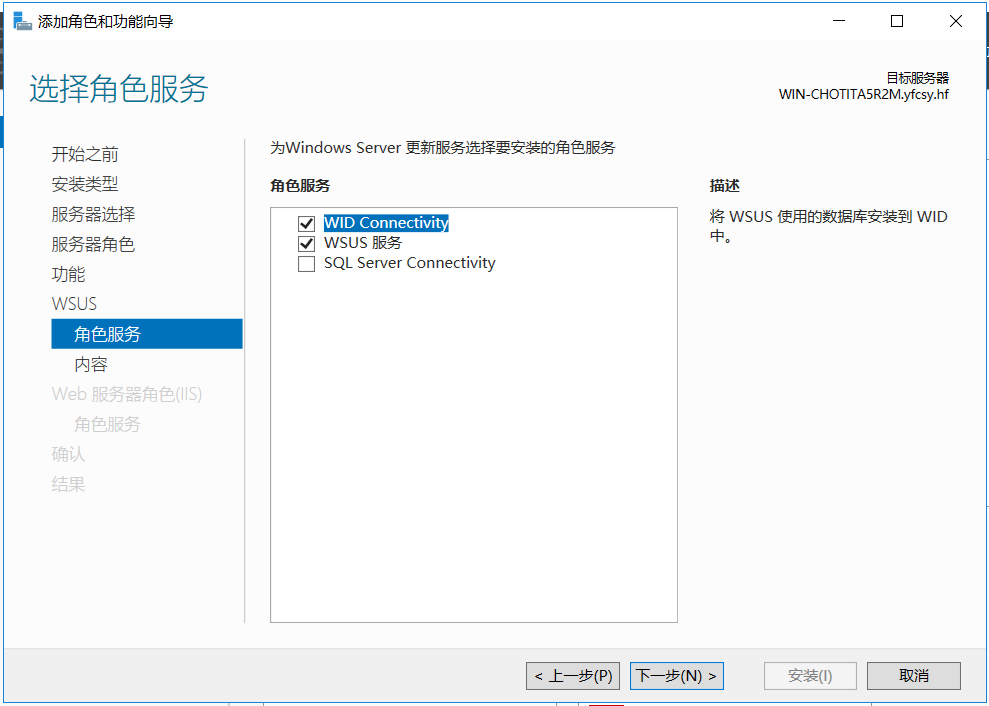 添加角色和功能向导
选择角色服务
目标服务器
WIN-CHOTITA5R2M.yfcsy.hf
开始之前
安装类型
服务器选择
服务器角色
功能
WSUS
角色服务
内容
Web 服务器角色(IIS)
角色服务
确认
结果
为Windows Server 更新服务选择要安装的角色服务
角色服务
WID Connectivity
WSUS 服务
SQL Server Connectivity
描述
将 WSUS 使用的数据库安装到 WID
中。
< 上一步(P)
下一步(N) >
安装(I)
取消